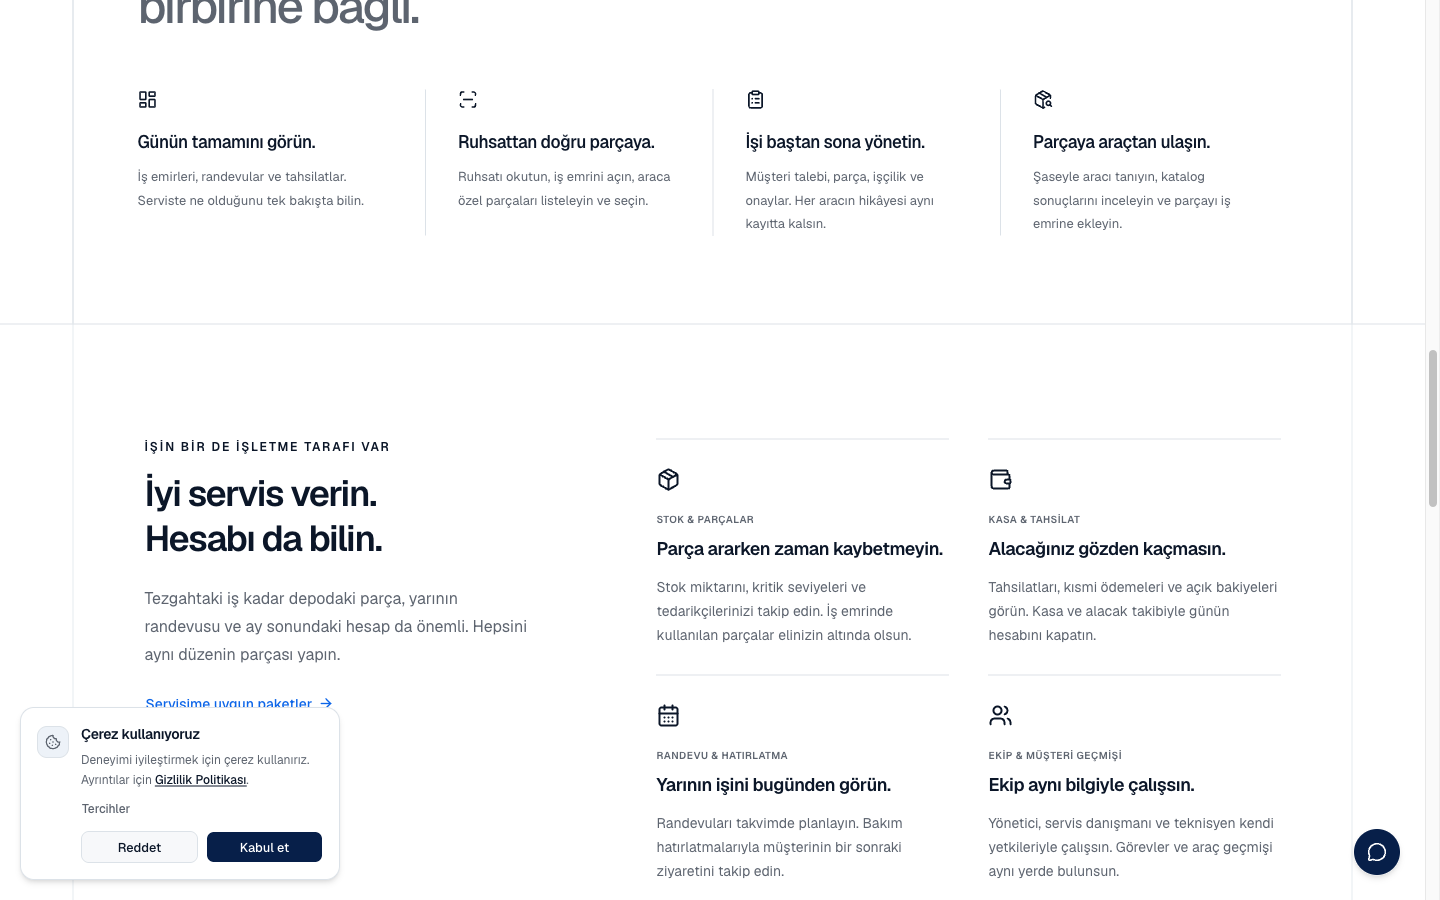 birbirine bağlı.
Günün tamamını görün.
İş emirleri, randevular ve tahsilatlar.
Serviste ne olduğunu tek bakışta bilin.
Ruhsattan doğru parçaya.
Ruhsatı okutun, iş emrini açın, araca
özel parçaları listeleyin ve seçin.
İşi baştan sona yönetin.
Müşteri talebi, parça, işçilik ve
onaylar. Her aracın hikâyesi aynı
kayıtta kalsın.
Parçaya araçtan ulaşın.
Şaseyle aracı tanıyın, katalog
sonuçlarını inceleyin ve parçayı iş
emrine ekleyin.
İŞİN BİR DE İŞLETME TARAFI VAR
İyi servis verin.
Hesabı da bilin.
Tezgahtaki iş kadar depodaki parça, yarının
randevusu ve ay sonundaki hesap da önemli. Hepsini
aynı düzenin parçası yapın.
Servisime uygun paketler →
STOK & PARÇALAR
Parça ararken zaman kaybetmeyin.
Stok miktarını, kritik seviyeleri ve
tedarikçilerinizi takip edin. İş emrinde
kullanılan parçalar elinizin altında olsun.
KASA & TAHSİLAT
Alacağınız gözden kaçmasın.
Tahsilatları, kısmi ödemeleri ve açık bakiyeleri
görün. Kasa ve alacak takibiyle günün
hesabını kapatın.
RANDEVU & HATIRLATMA
Yarının işini bugünden görün.
Randevuları takvimde planlayın. Bakım
hatırlatmalarıyla müşterinin bir sonraki
ziyaretini takip edin.
EKİP & MÜŞTERİ GEÇMİŞİ
Ekip aynı bilgiyle çalışsın.
Yönetici, servis danışmanı ve teknisyen kendi
yetkileriyle çalışsın. Görevler ve araç geçmişi
aynı yerde bulunsun.
Çerez kullanıyoruz
Deneyimi iyileştirmek için çerez kullanırız.
Ayrıntılar için Gizlilik Politikası.
Tercihler
Reddet
Kabul et